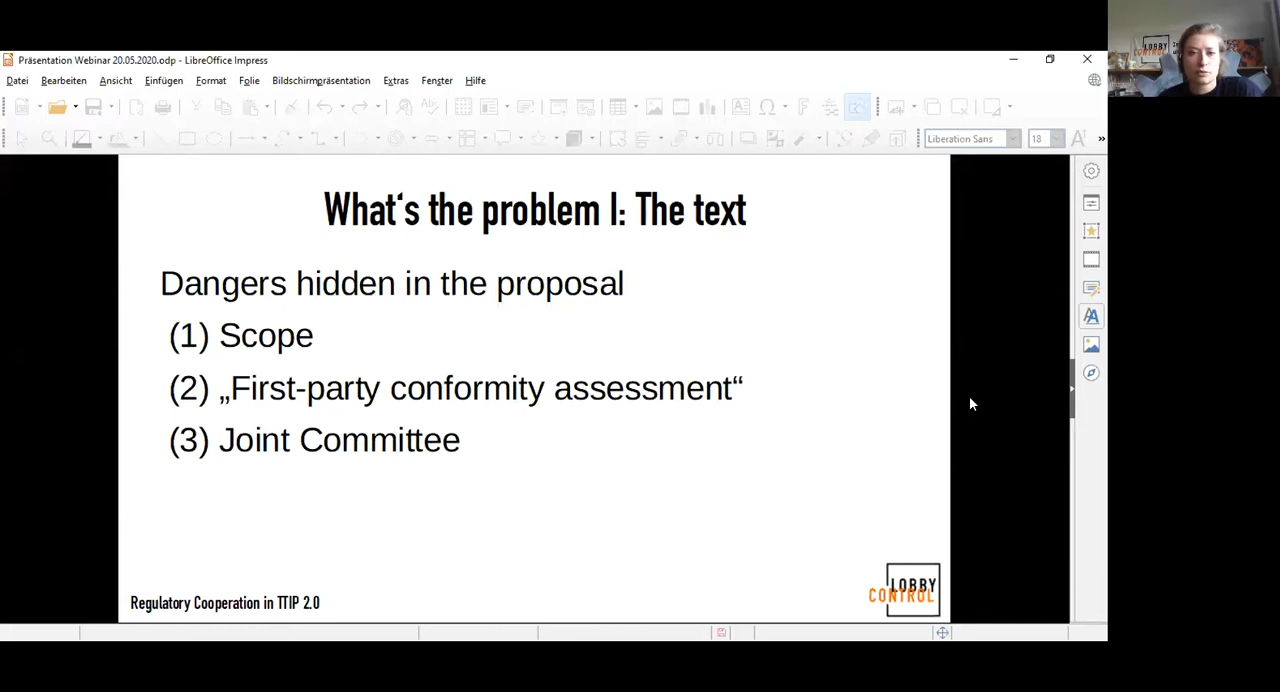 Präsentation Webinar 20.05.2020.odp - LibreOffice Impress
Datei Bearbeiten Ansicht Einfügen Format Folie Bildschirmpräsentation Extras Fenster Hilfe
Liberation Sans 18
What‘s the problem I: The text
Dangers hidden in the proposal
(1) Scope
(2) „First-party conformity assessment“
(3) Joint Committee
Regulatory Cooperation in TTIP 2.0
LOBBY
CONTROL
LOBBY
CONTROL